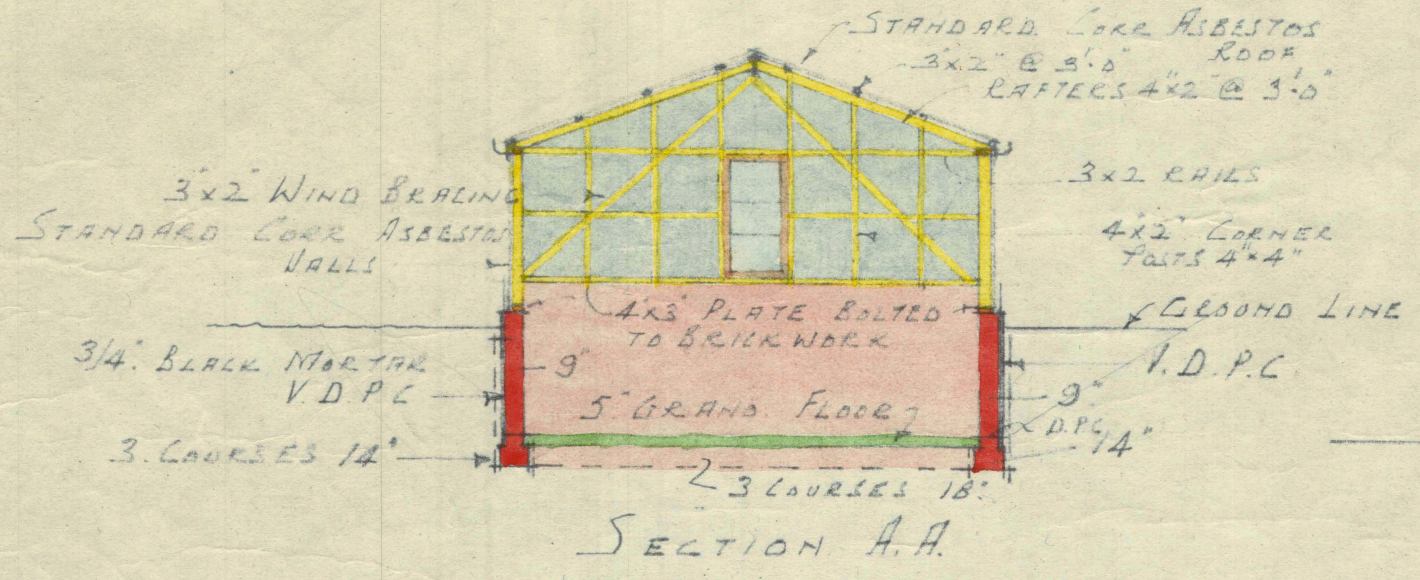 STANDARD CORR ASBESTOS
ROOF
3"x2" @ 3'.0"
RAFTERS 4"x2" @ 3'.0"
3"x2" WIND BRACING
STANDARD CORR ASBESTOS
WALLS
3x2 RAILS
4"x2" CORNER
POSTS 4"x4"
4"x3" PLATE BOLTED
TO BRICKWORK
GROUND LINE
3/4" BLACK MORTAR
V.D.P.C
9"
V.D.P.C.
9"
5" GRANO. FLOOR
D.P.C.
14"
3. COURSES 14"
3 COURSES 18"
SECTION A.A.